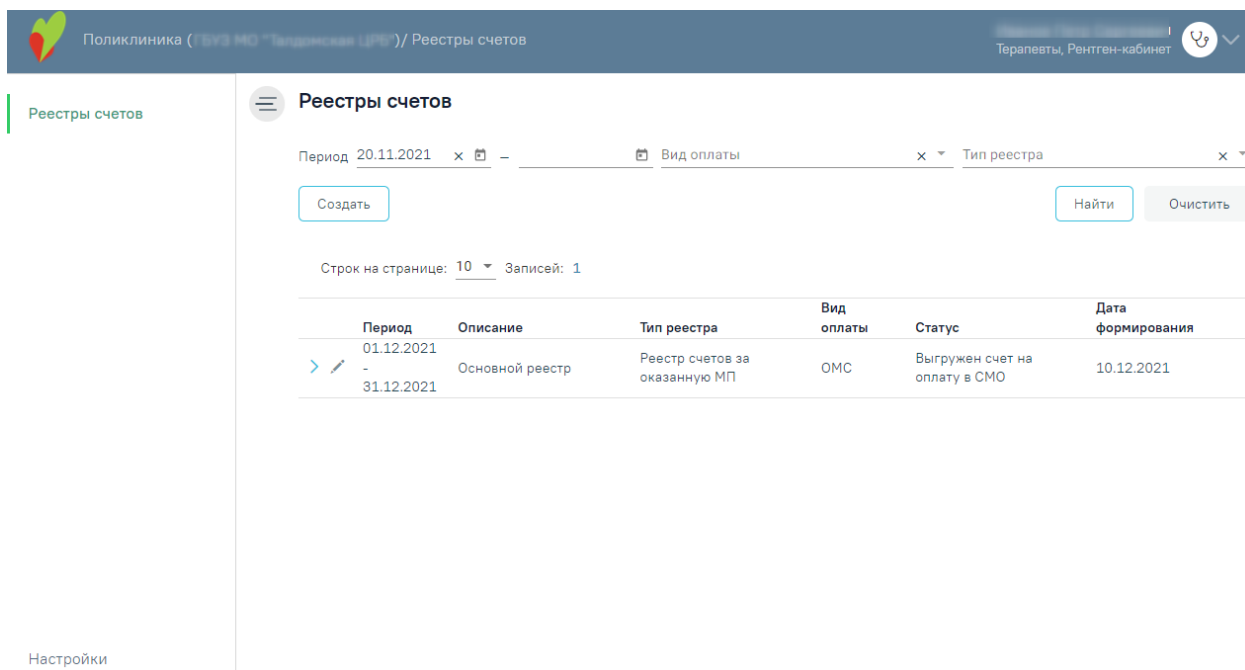 Поликлиника ( )/ Реестры счетов
Терапевты, Рентген-кабинет
Реестры счетов
Реестры счетов
Период 20.11.2021 – Вид оплаты Тип реестра
Создать Найти Очистить
Строк на странице: 10 Записей: 1
Период Описание Тип реестра Вид оплаты Статус Дата формирования
01.12.2021 - 31.12.2021 Основной реестр Реестр счетов за оказанную МП ОМС Выгружен счет на оплату в СМО 10.12.2021
Настройки